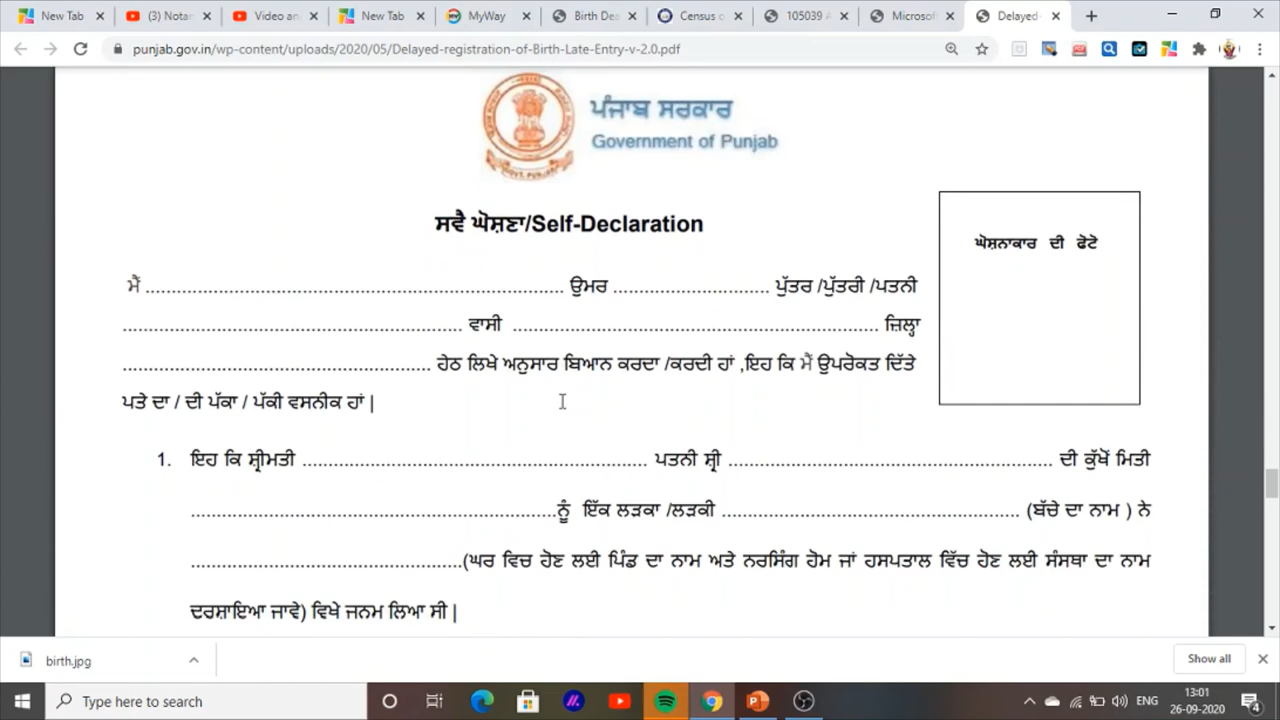 New Tab
(3) Notar
Video an
New Tab
MyWay
Birth Dea
Census o
105039 A
Microsof
Delayed-
punjab.gov.in/wp-content/uploads/2020/05/Delayed-registration-of-Birth-Late-Entry-v-2.0.pdf
ਪੰਜਾਬ ਸਰਕਾਰ
Government of Punjab
ਸਵੈ ਘੋਸ਼ਣਾ/Self-Declaration
ਘੋਸ਼ਨਾਕਾਰ ਦੀ ਫੋਟੋ
ਮੈਂ ........................................................................... ਉਮਰ ............................ ਪੁੱਤਰ /ਪੁੱਤਰੀ /ਪਤਨੀ
............................................................. ਵਾਸੀ .................................................................. ਜ਼ਿਲ੍ਹਾ
....................................................... ਹੇਠ ਲਿਖੇ ਅਨੁਸਾਰ ਬਿਆਨ ਕਰਦਾ /ਕਰਦੀ ਹਾਂ ,ਇਹ ਕਿ ਮੈਂ ਉਪਰੋਕਤ ਦਿੱਤੇ
ਪਤੇ ਦਾ / ਦੀ ਪੱਕਾ / ਪੱਕੀ ਵਸਨੀਕ ਹਾਂ |
1. ਇਹ ਕਿ ਸ਼੍ਰੀਮਤੀ .............................................................. ਪਤਨੀ ਸ਼੍ਰੀ .......................................................... ਦੀ ਕੁੱਖੋਂ ਮਿਤੀ
..................................................................ਨੂੰ ਇੱਕ ਲੜਕਾ /ਲੜਕੀ ...................................................... (ਬੱਚੇ ਦਾ ਨਾਮ ) ਨੇ
.................................................(ਘਰ ਵਿਚ ਹੋਣ ਲਈ ਪਿੰਡ ਦਾ ਨਾਮ ਅਤੇ ਨਰਸਿੰਗ ਹੋਮ ਜਾਂ ਹਸਪਤਾਲ ਵਿੱਚ ਹੋਣ ਲਈ ਸੰਸਥਾ ਦਾ ਨਾਮ
ਦਰਸ਼ਾਇਆ ਜਾਵੇ) ਵਿਖੇ ਜਨਮ ਲਿਆ ਸੀ |
birth.jpg
Show all
Type here to search
ENG
13:01
26-09-2020
4